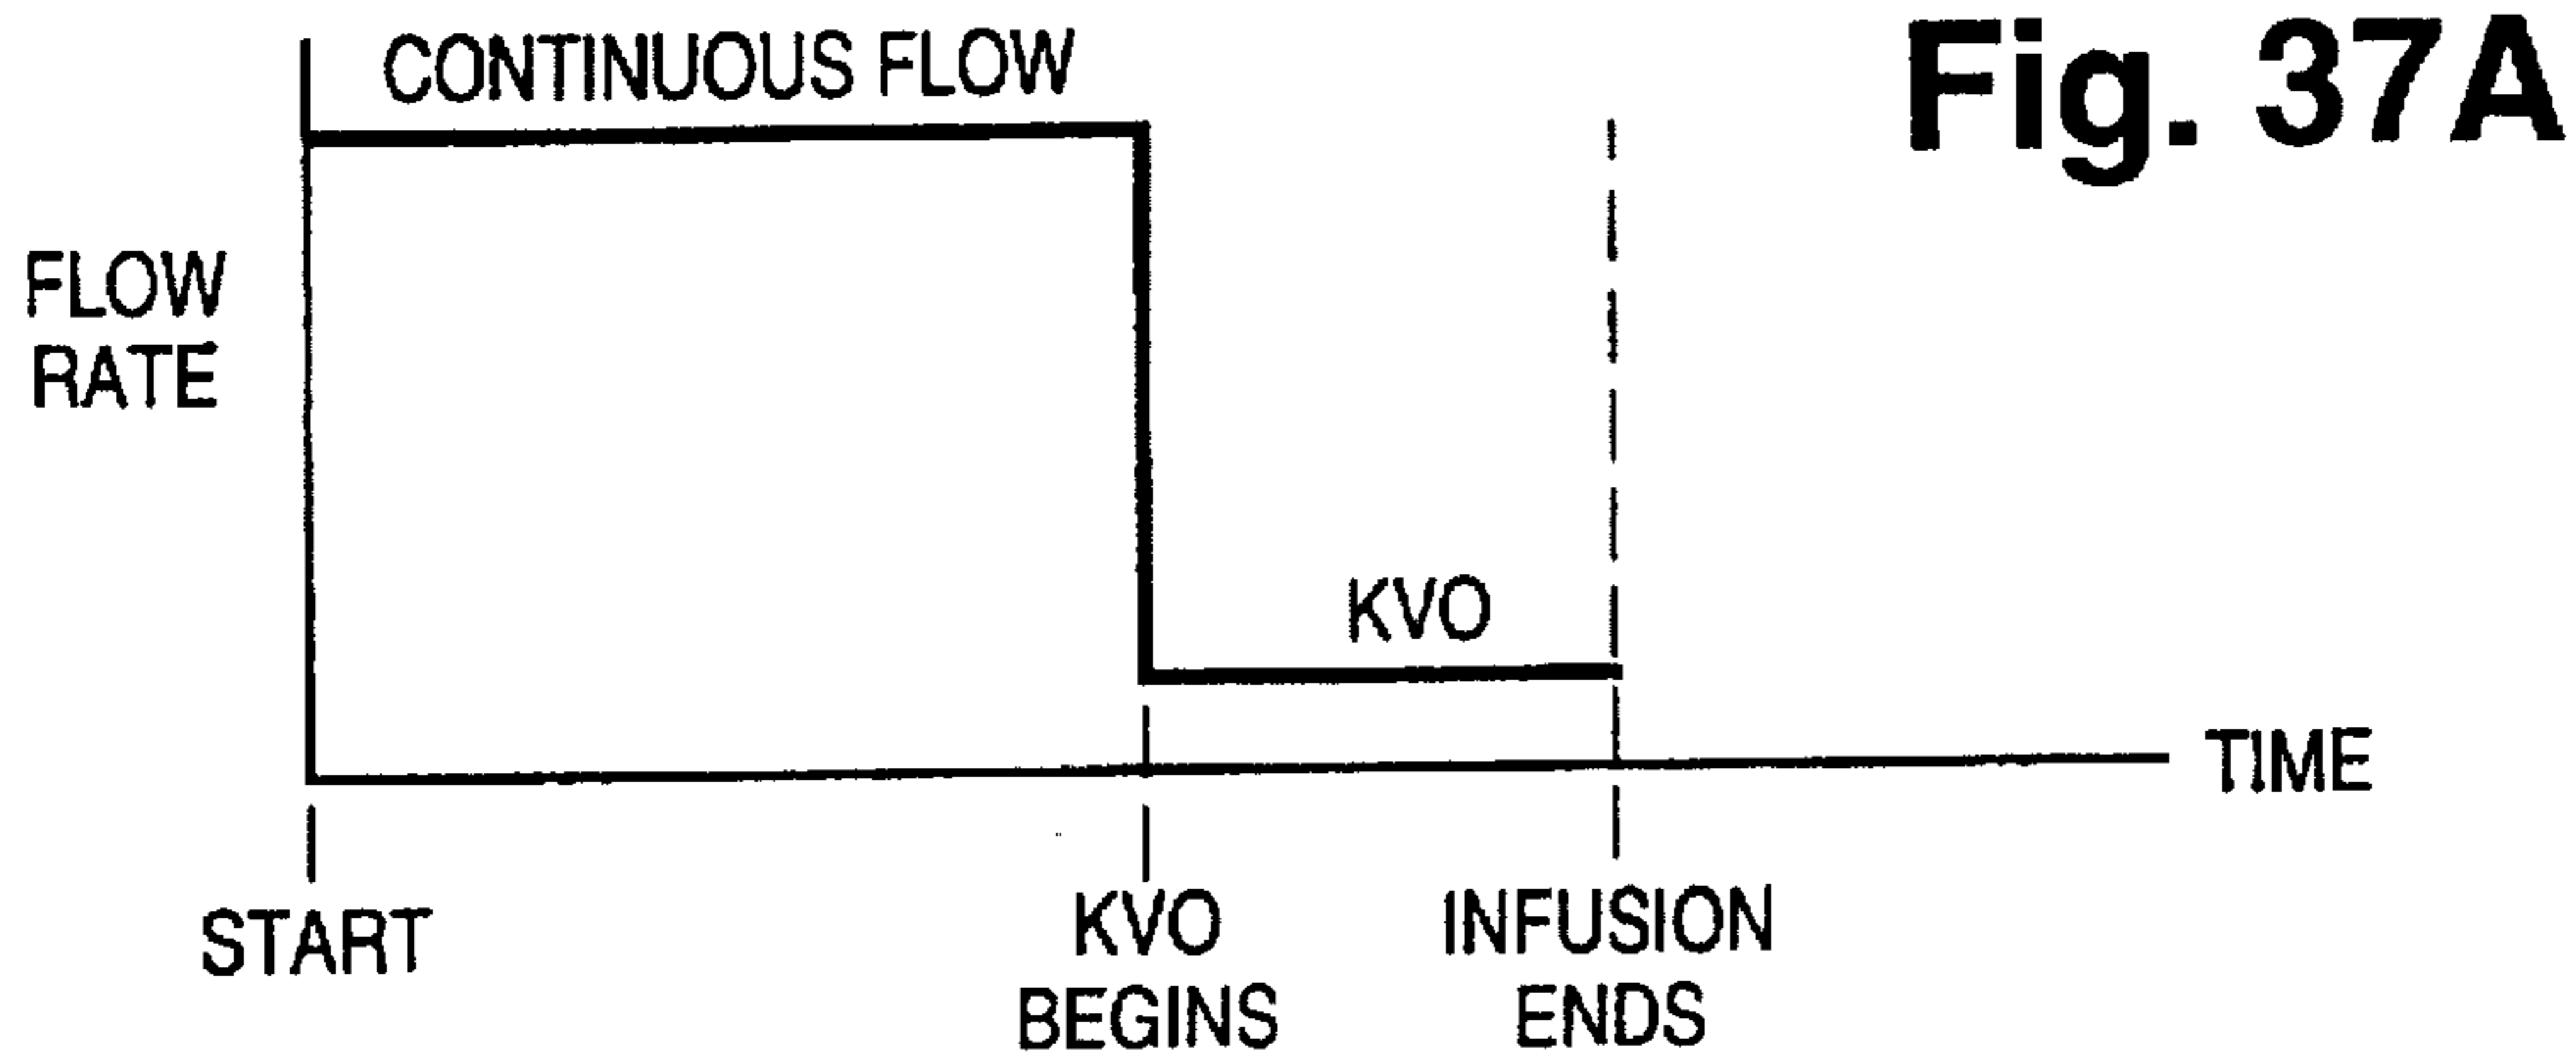 Fig. 37A
CONTINUOUS FLOW
FLOW
RATE
KVO
TIME
START
KVO
BEGINS
INFUSION
ENDS